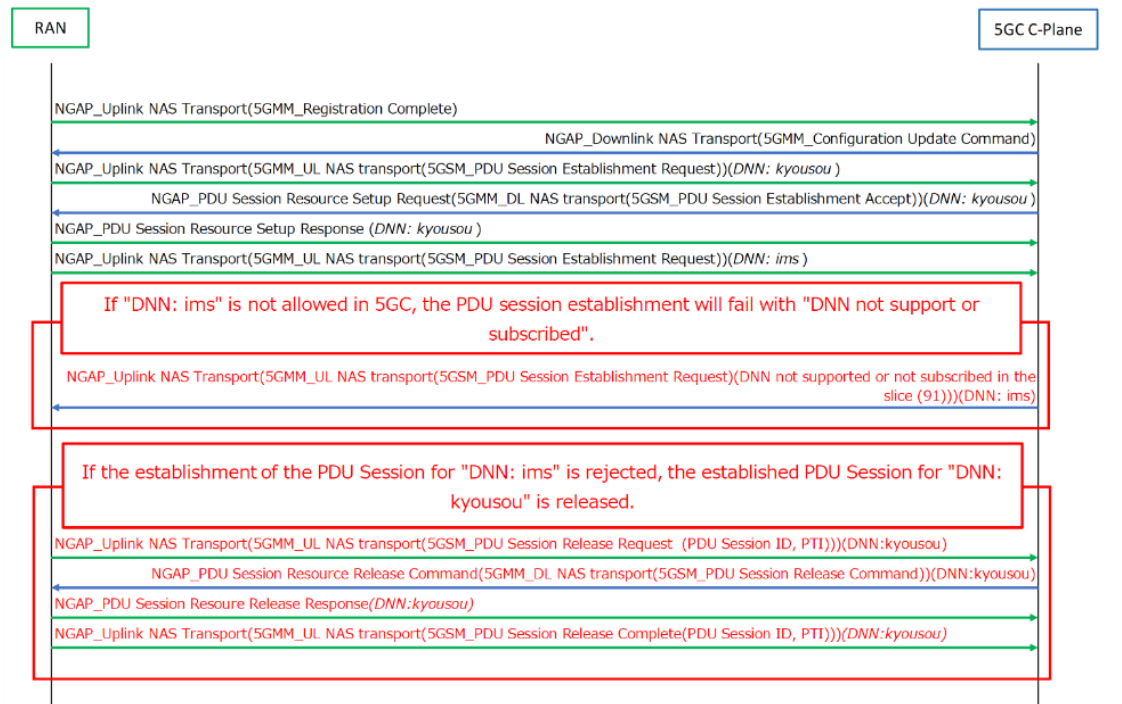 RAN
5GC C-Plane
NGAP_Uplink NAS Transport(5GMM_Registration Complete)
NGAP_Downlink NAS Transport(5GMM_Configuration Update Command)
NGAP_Uplink NAS Transport(5GMM_UL NAS transport(5GSM_PDU Session Establishment Request))(DNN: kyousou )
NGAP_PDU Session Resource Setup Request(5GMM_DL NAS transport(5GSM_PDU Session Establishment Accept))(DNN: kyousou )
NGAP_PDU Session Resource Setup Response (DNN: kyousou )
NGAP_Uplink NAS Transport(5GMM_UL NAS transport(5GSM_PDU Session Establishment Request))(DNN: ims )
If "DNN: ims" is not allowed in 5GC, the PDU session establishment will fail with "DNN not support or
subscribed".
NGAP_Uplink NAS Transport(5GMM_UL NAS transport(5GSM_PDU Session Establishment Request)(DNN not supported or not subscribed in the
slice (91)))(DNN: ims)
If the establishment of the PDU Session for "DNN: ims" is rejected, the established PDU Session for "DNN:
kyousou" is released.
NGAP_Uplink NAS Transport(5GMM_UL NAS transport(5GSM_PDU Session Release Request (PDU Session ID, PTI)))(DNN:kyousou)
NGAP_PDU Session Resource Release Command(5GMM_DL NAS transport(5GSM_PDU Session Release Command))(DNN:kyousou)
NGAP_PDU Session Resoure Release Response(DNN:kyousou)
NGAP_Uplink NAS Transport(5GMM_UL NAS transport(5GSM_PDU Session Release Complete(PDU Session ID, PTI)))(DNN:kyousou)